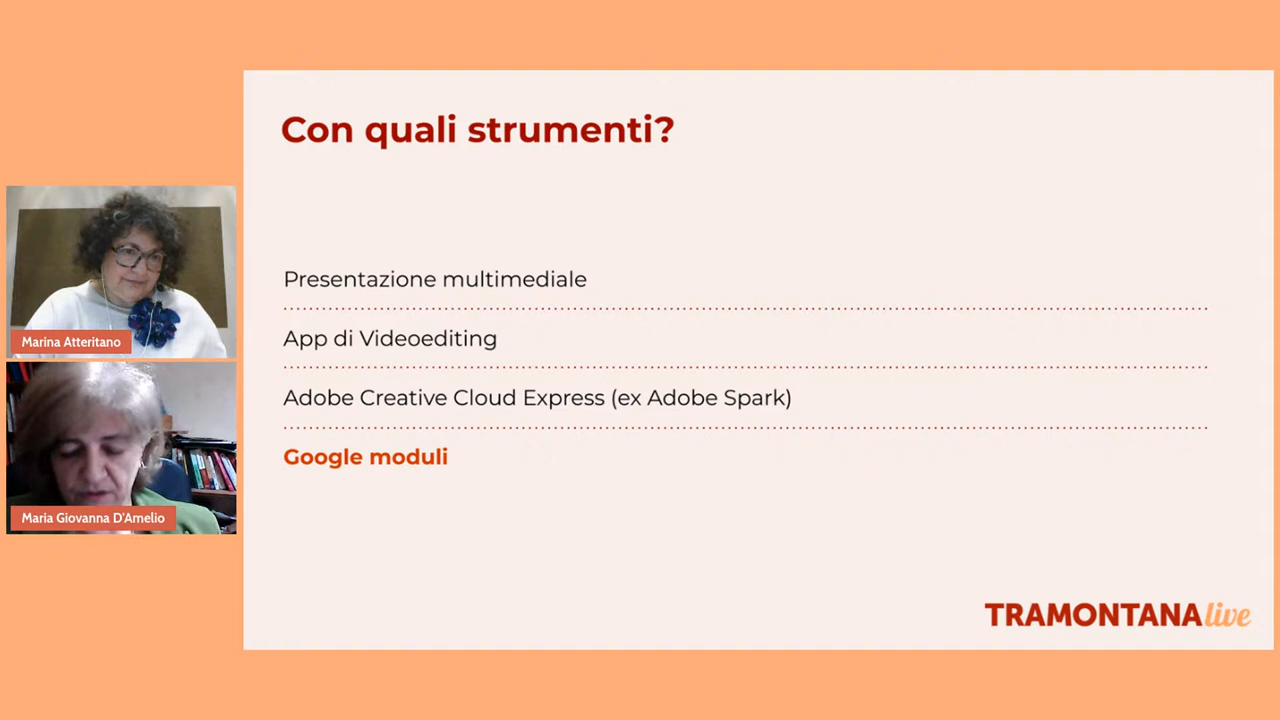 Con quali strumenti?
Presentazione multimediale
App di Videoediting
Adobe Creative Cloud Express (ex Adobe Spark)
Google moduli
Marina Atteritano
Maria Giovanna D'Amelio
TRAMONTANA live